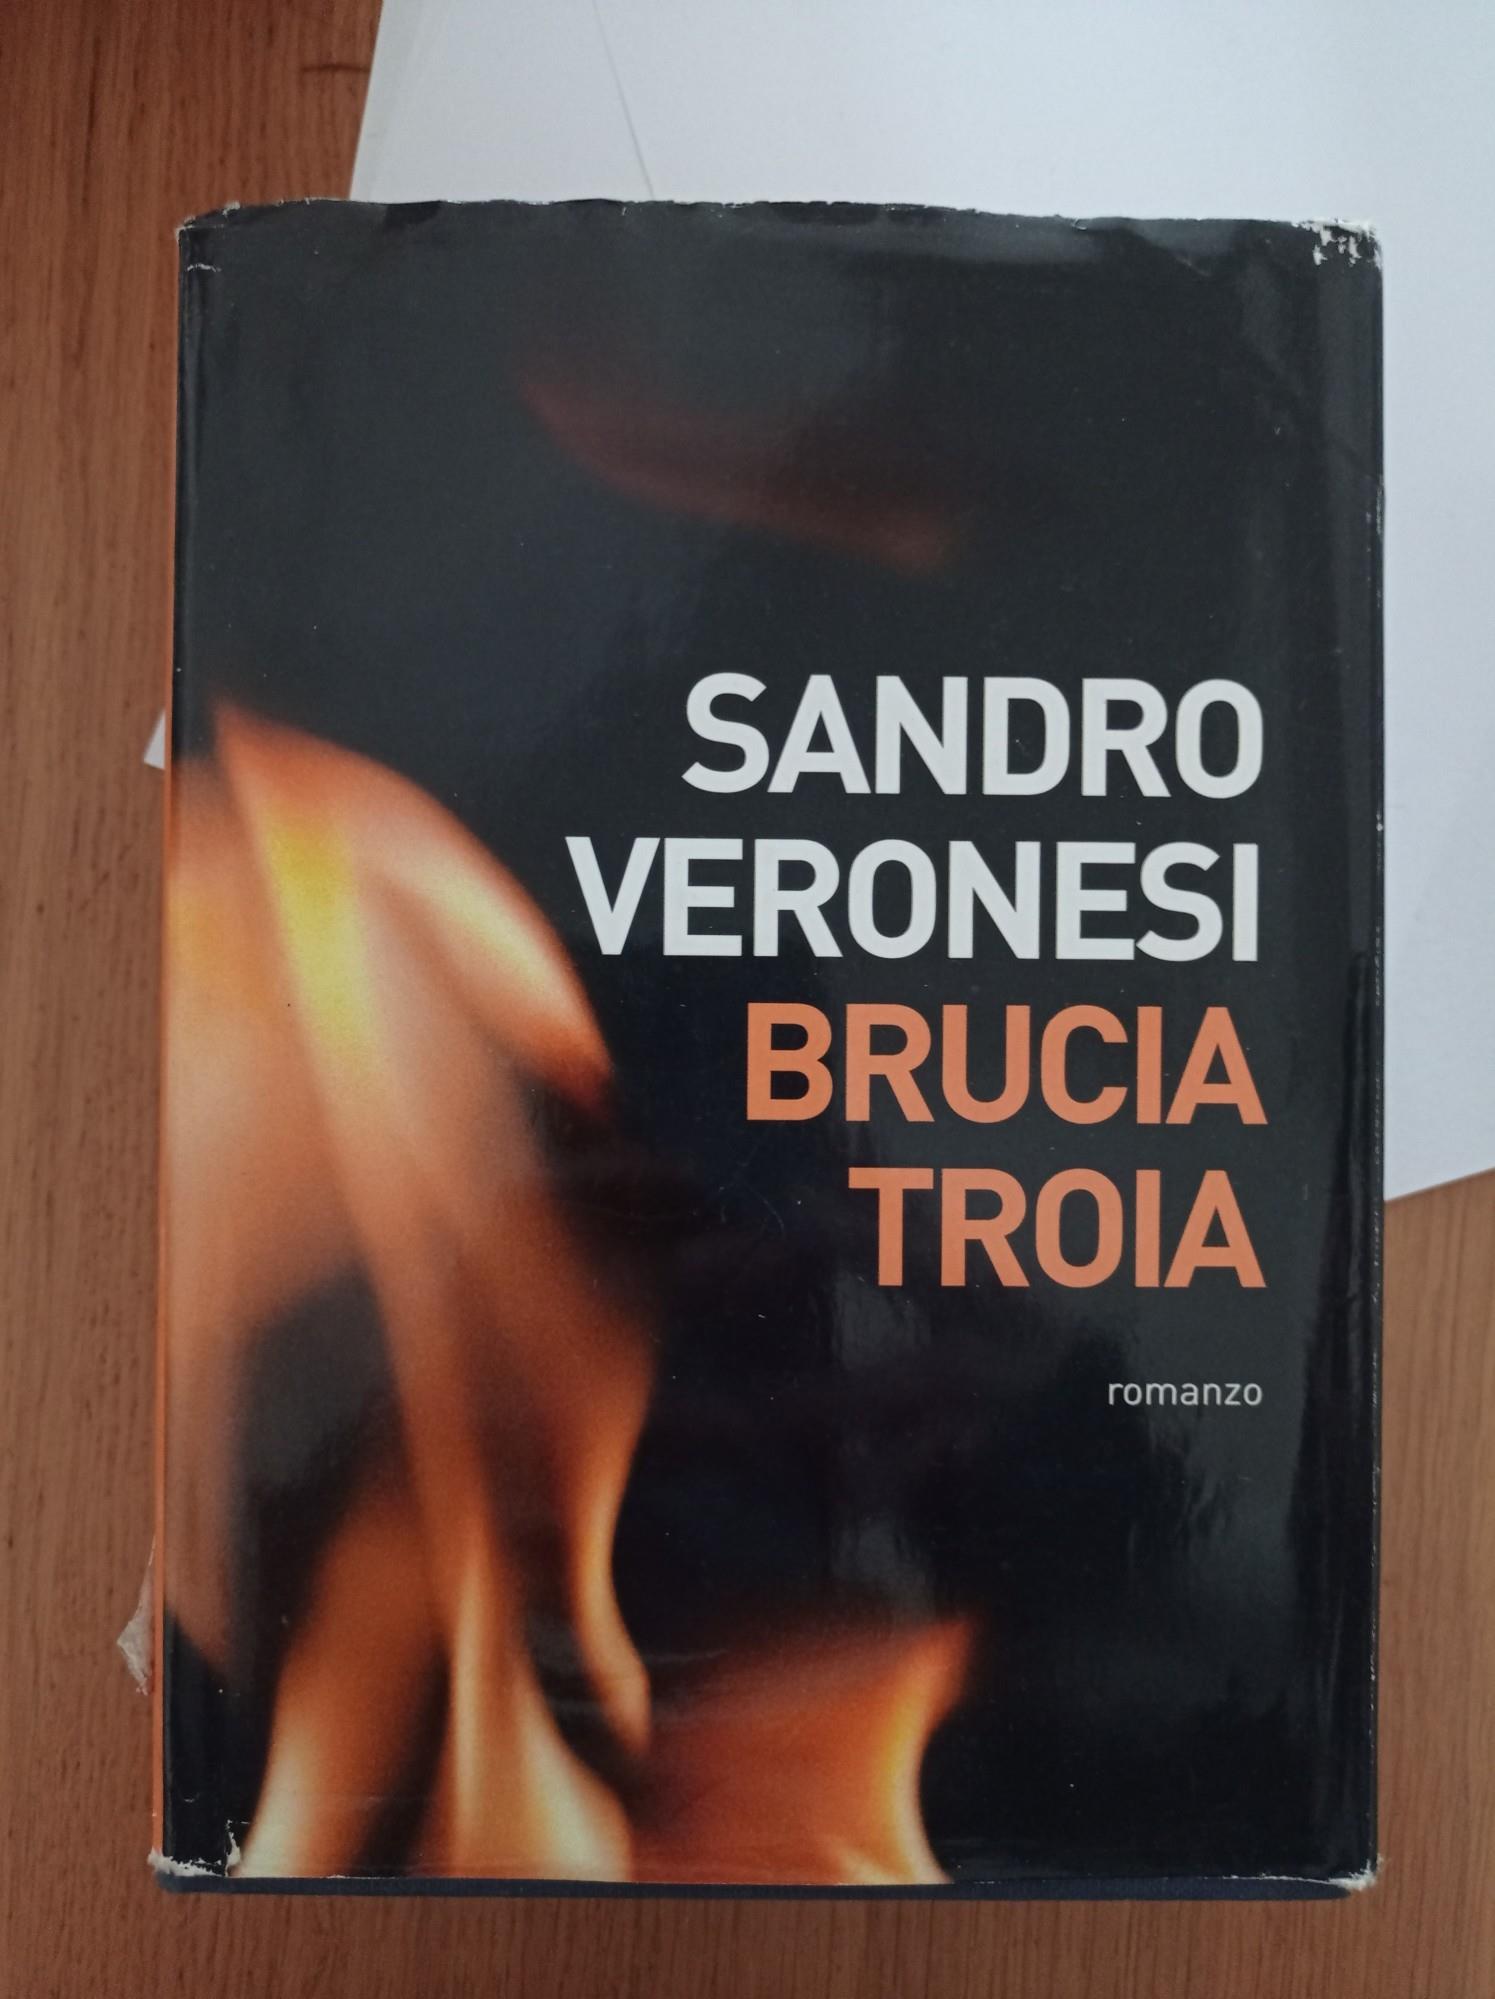 SANDRO
VERONESI
BRUCIA
TROIA
romanzo